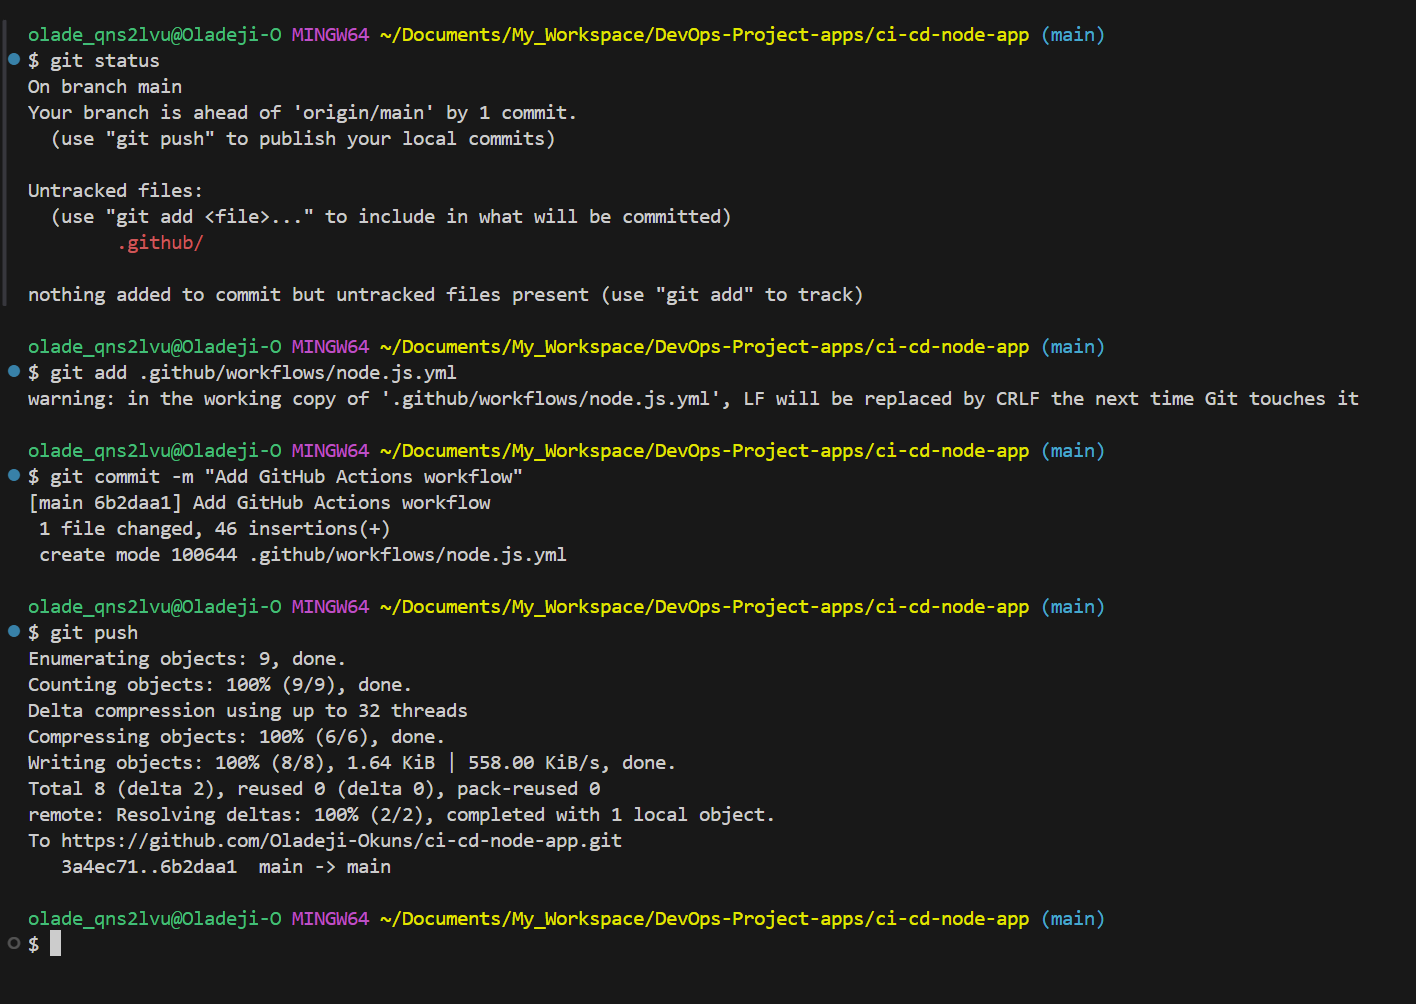 olade_qns2lvu@Oladeji-O MINGW64 ~/Documents/My_Workspace/DevOps-Project-apps/ci-cd-node-app (main)
$ git status
On branch main
Your branch is ahead of 'origin/main' by 1 commit.
  (use "git push" to publish your local commits)

Untracked files:
  (use "git add <file>..." to include in what will be committed)
        .github/

nothing added to commit but untracked files present (use "git add" to track)

olade_qns2lvu@Oladeji-O MINGW64 ~/Documents/My_Workspace/DevOps-Project-apps/ci-cd-node-app (main)
$ git add .github/workflows/node.js.yml
warning: in the working copy of '.github/workflows/node.js.yml', LF will be replaced by CRLF the next time Git touches it

olade_qns2lvu@Oladeji-O MINGW64 ~/Documents/My_Workspace/DevOps-Project-apps/ci-cd-node-app (main)
$ git commit -m "Add GitHub Actions workflow"
[main 6b2daa1] Add GitHub Actions workflow
 1 file changed, 46 insertions(+)
 create mode 100644 .github/workflows/node.js.yml

olade_qns2lvu@Oladeji-O MINGW64 ~/Documents/My_Workspace/DevOps-Project-apps/ci-cd-node-app (main)
$ git push
Enumerating objects: 9, done.
Counting objects: 100% (9/9), done.
Delta compression using up to 32 threads
Compressing objects: 100% (6/6), done.
Writing objects: 100% (8/8), 1.64 KiB | 558.00 KiB/s, done.
Total 8 (delta 2), reused 0 (delta 0), pack-reused 0
remote: Resolving deltas: 100% (2/2), completed with 1 local object.
To https://github.com/Oladeji-Okuns/ci-cd-node-app.git
   3a4ec71..6b2daa1  main -> main

olade_qns2lvu@Oladeji-O MINGW64 ~/Documents/My_Workspace/DevOps-Project-apps/ci-cd-node-app (main)
$